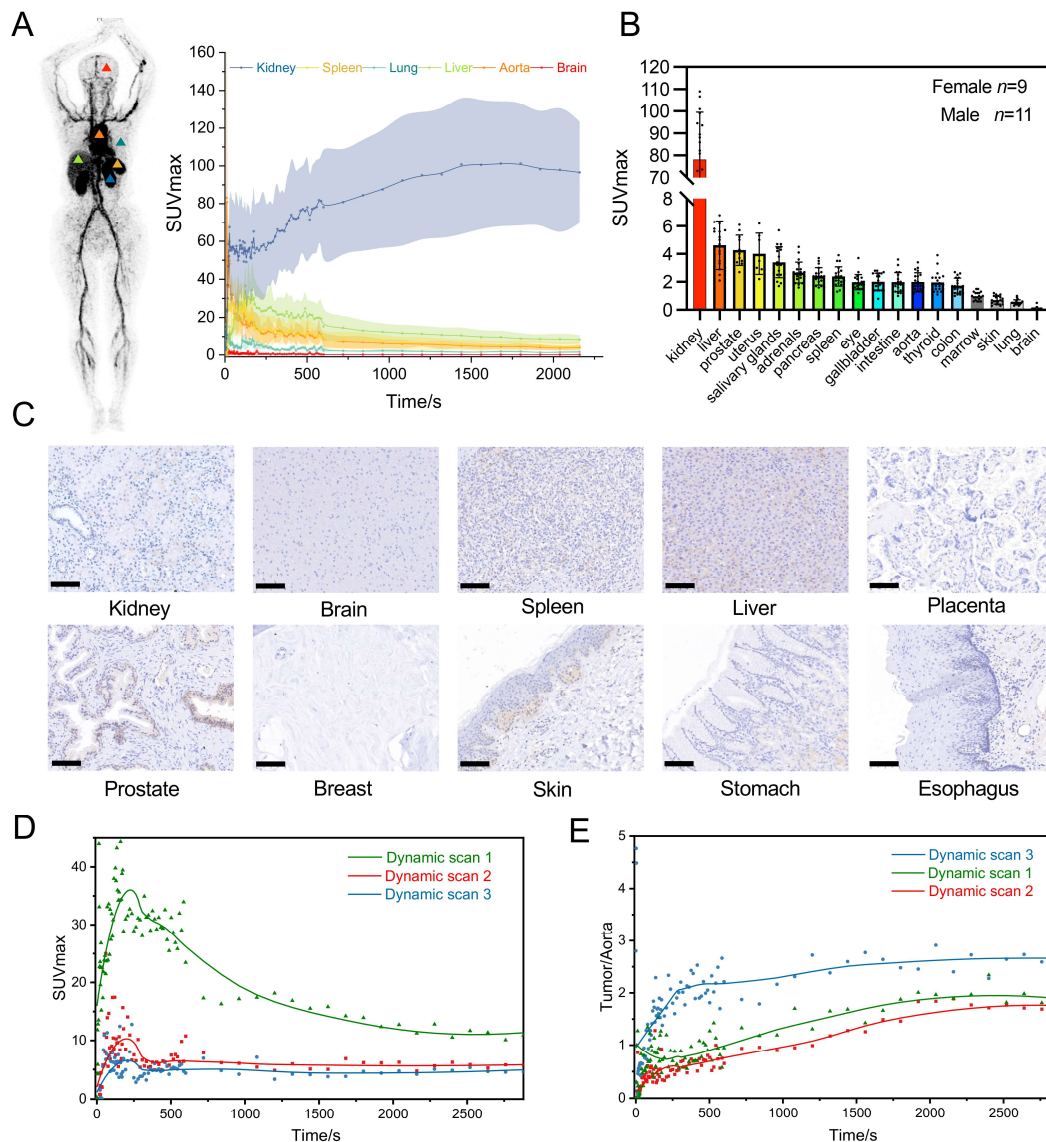 A
160
140
120
100
80
60
40
20
0
SUVmax
Kidney Spleen Lung Liver Aorta Brain
0 500 1000 1500 2000
Time/s
B
120
110
100
90
80
70
8
6
4
2
0
SUVmax
Female n=9
Male n=11
kidney
liver
prostate
uterus
salivary glands
adrenals
pancreas
spleen
eye
gallbladder
intestine
aorta
thyroid
colon
marrow
skin
lung
brain
C
Kidney Brain Spleen Liver Placenta
Prostate Breast Skin Stomach Esophagus
D
40
30
20
10
0
SUVmax
Dynamic scan 1
Dynamic scan 2
Dynamic scan 3
0 500 1000 1500 2000 2500
Time/s
E
5
4
3
2
1
0
Tumor/Aorta
Dynamic scan 3
Dynamic scan 1
Dynamic scan 2
0 500 1000 1500 2000 2500
Time/s